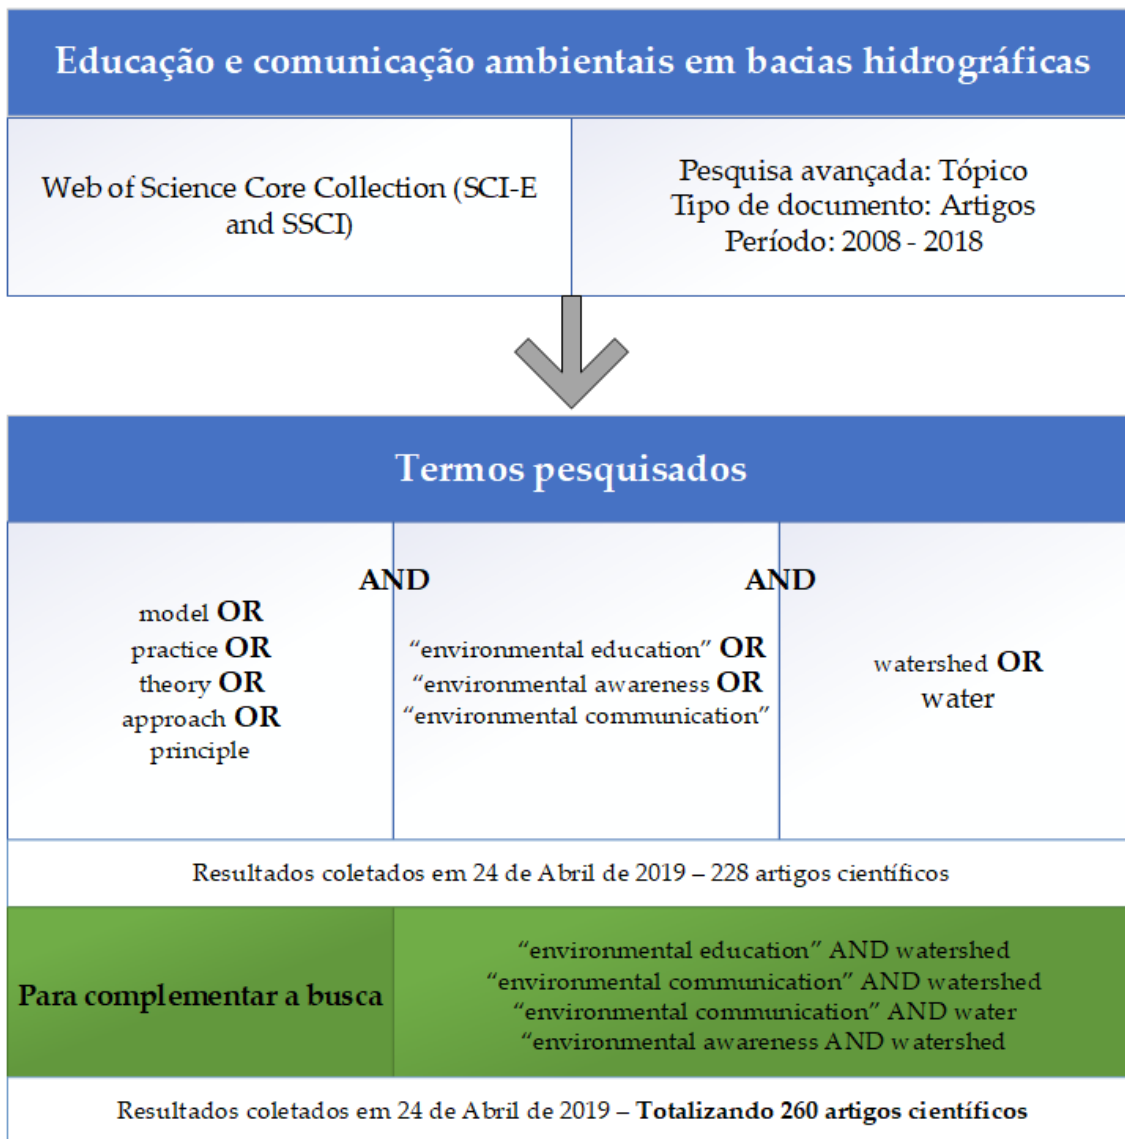 Educação e comunicação ambientais em bacias hidrográficas
Web of Science Core Collection (SCI-E
and SSCI)
Pesquisa avançada: Tópico
Tipo de documento: Artigos
Período: 2008 - 2018
Termos pesquisados
AND
AND
model OR
practice OR
theory OR
approach OR
principle
“environmental education” OR
“environmental awareness OR
“environmental communication”
watershed OR
water
Resultados coletados em 24 de Abril de 2019 – 228 artigos científicos
Para complementar a busca
“environmental education” AND watershed
“environmental communication” AND watershed
“environmental communication” AND water
“environmental awareness AND watershed
Resultados coletados em 24 de Abril de 2019 – Totalizando 260 artigos científicos